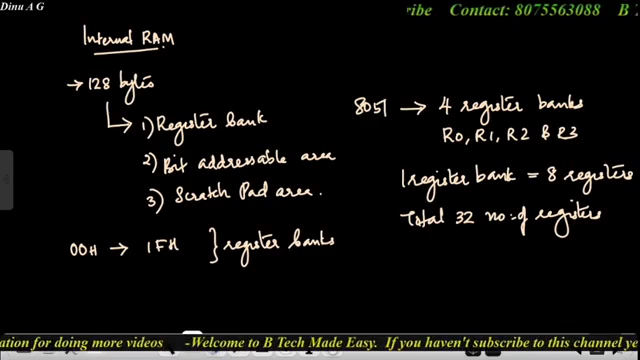 Dinu A G
cribe Contact: 8075563088 B
Internal RAM
→ 128 bytes
1) Register bank
2) Bit addressable area
3) Scratch Pad area.
00H → 1FH } register banks
8051 → 4 register banks
R0, R1, R2 & R3
1 register bank = 8 registers
Total 32 no: of registers
ation for doing more videos -Welcome to B Tech Made Easy. If you haven't subscribe to this channel ye